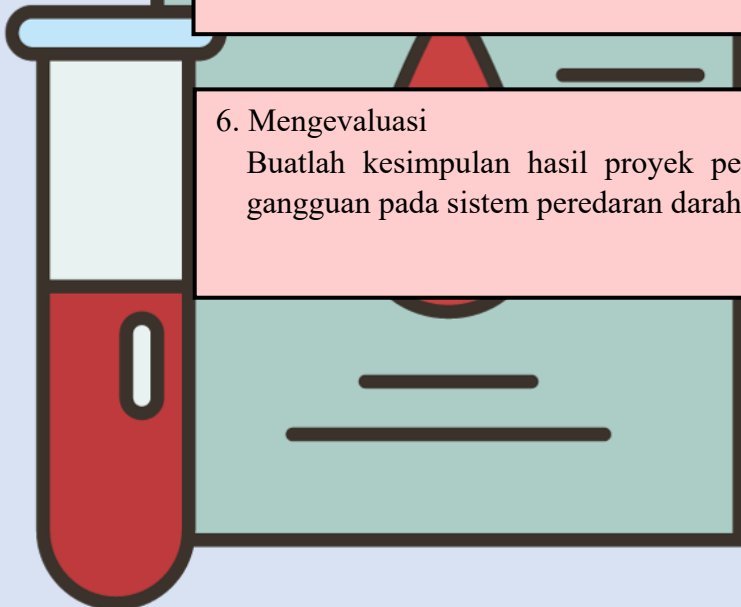 6. Mengevaluasi
Buatlah kesimpulan hasil proyek
gangguan pada sistem peredaran darah